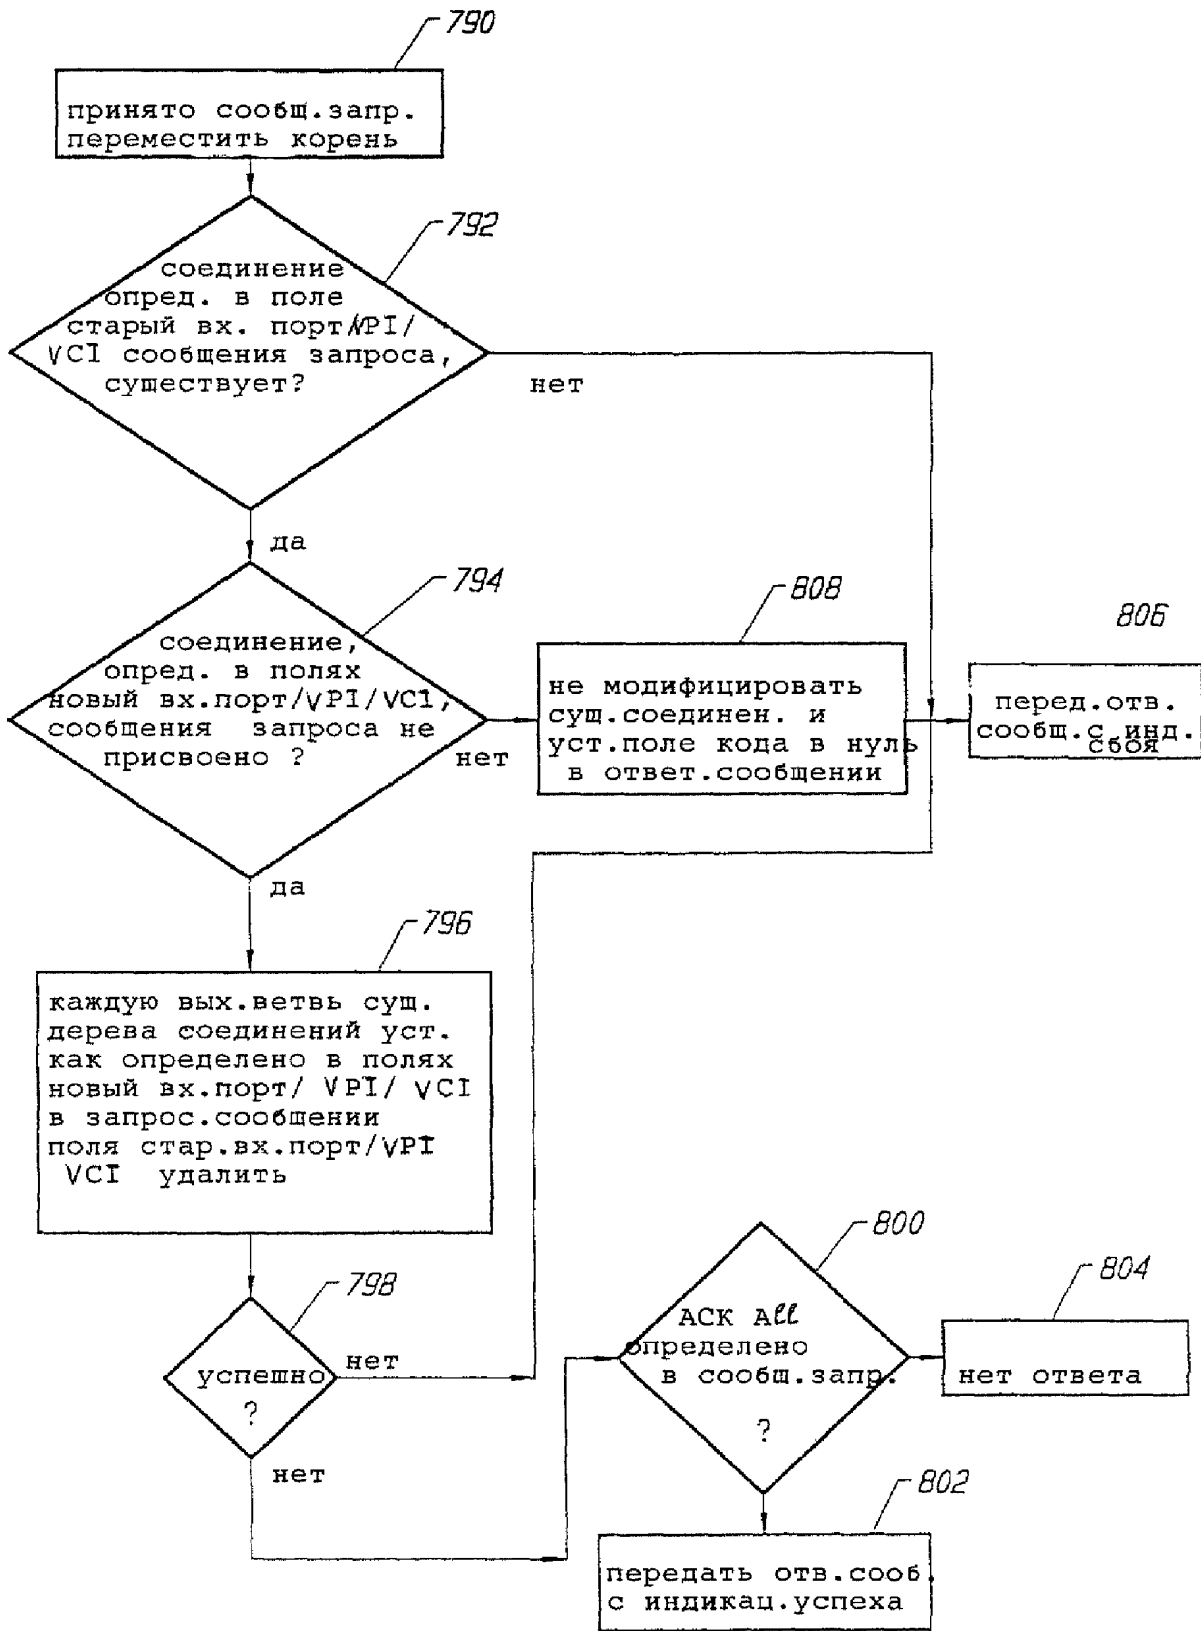 790
принято сообщ.запр.
переместить корень
792
соединение
опред. в поле
старый вх. порт/VPI/
VCI сообщения запроса,
существует?
нет
да
794
соединение,
опред. в полях
новый вх.порт/VPI/VCI,
сообщения запроса не
присвоено ?
нет
да
808
не модифицировать
сущ.соединен. и
уст.поле кода в нуль
в ответ.сообщении
806
перед.отв.
сообщ.с инд.
сбоя
796
каждую вых.ветвь сущ.
дерева соединений уст.
как определено в полях
новый вх.порт/ VPI/ VCI
в запрос.сообщении
поля стар.вх.порт/VPI
VCI удалить
798
успешно
?
нет
нет
800
ACK All
определено
в сообщ.запр.
?
804
нет ответа
802
передать отв.сооб.
с индикац.успеха